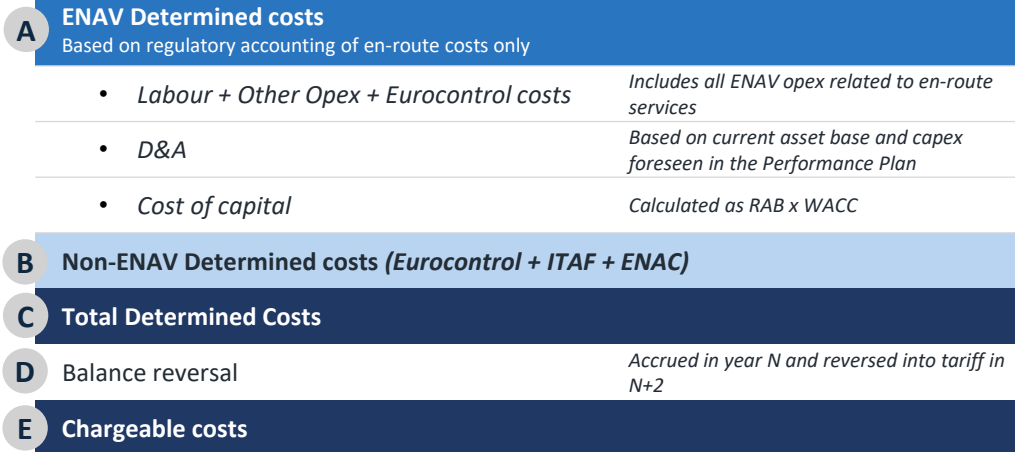 A
ENAV Determined costs
Based on regulatory accounting of en-route costs only
• Labour + Other Opex + Eurocontrol costs
Includes all ENAV opex related to en-route
services
• D&A
Based on current asset base and capex
foreseen in the Performance Plan
• Cost of capital
Calculated as RAB x WACC
B
Non-ENAV Determined costs (Eurocontrol + ITAF + ENAC)
C
Total Determined Costs
D
Balance reversal
Accrued in year N and reversed into tariff in
N+2
E
Chargeable costs